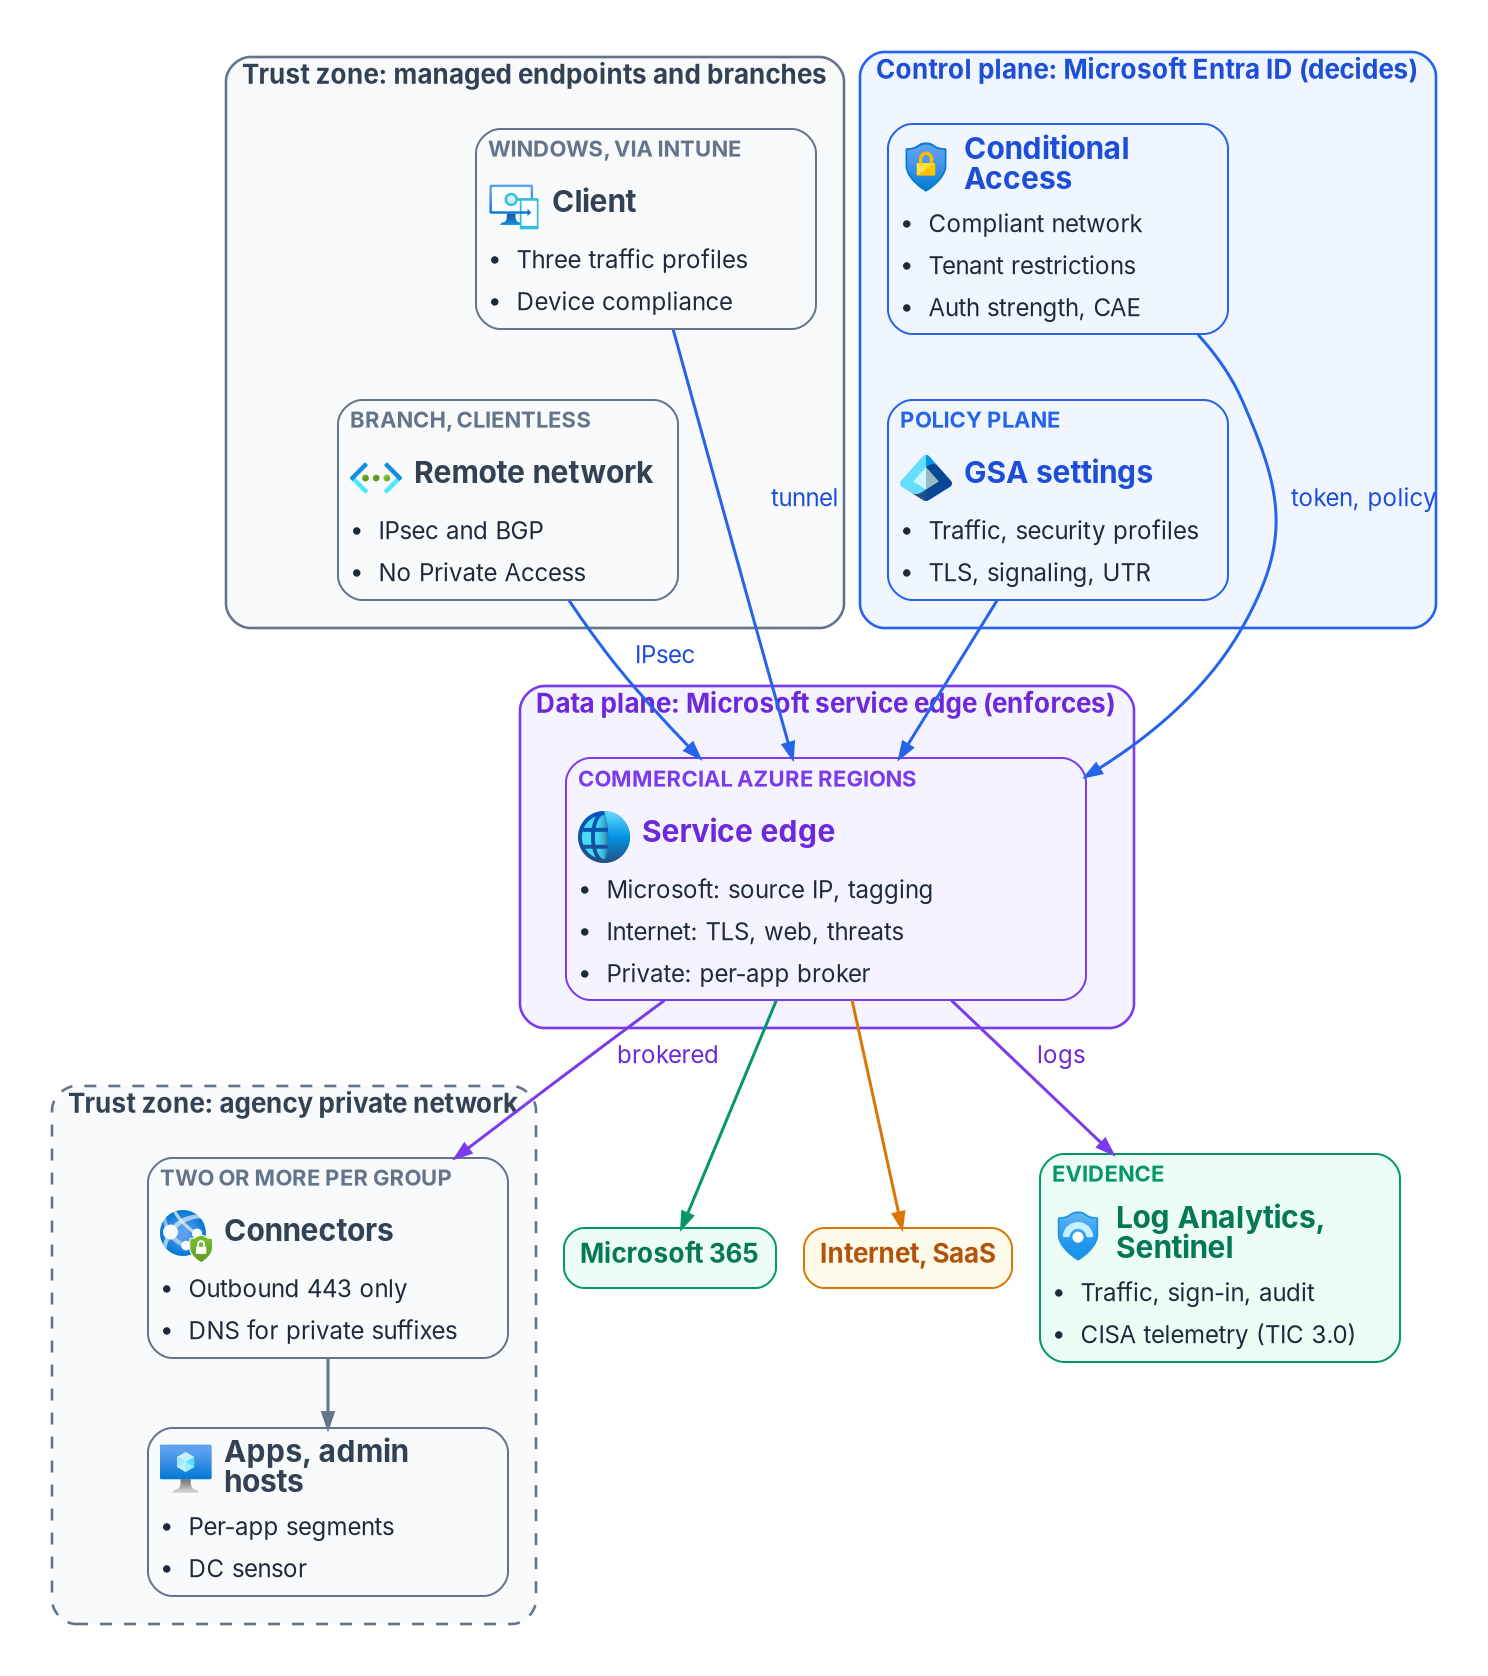 Trust zone: managed endpoints and branches
WINDOWS, VIA INTUNE
Client
• Three traffic profiles
• Device compliance
BRANCH, CLIENTLESS
Remote network
• IPsec and BGP
• No Private Access
tunnel
IPsec
Control plane: Microsoft Entra ID (decides)
Conditional
Access
• Compliant network
• Tenant restrictions
• Auth strength, CAE
POLICY PLANE
GSA settings
• Traffic, security profiles
• TLS, signaling, UTR
token, policy
Data plane: Microsoft service edge (enforces)
COMMERCIAL AZURE REGIONS
Service edge
• Microsoft: source IP, tagging
• Internet: TLS, web, threats
• Private: per-app broker
brokered
logs
Trust zone: agency private network
TWO OR MORE PER GROUP
Connectors
• Outbound 443 only
• DNS for private suffixes
Apps, admin
hosts
• Per-app segments
• DC sensor
Microsoft 365
Internet, SaaS
EVIDENCE
Log Analytics,
Sentinel
• Traffic, sign-in, audit
• CISA telemetry (TIC 3.0)